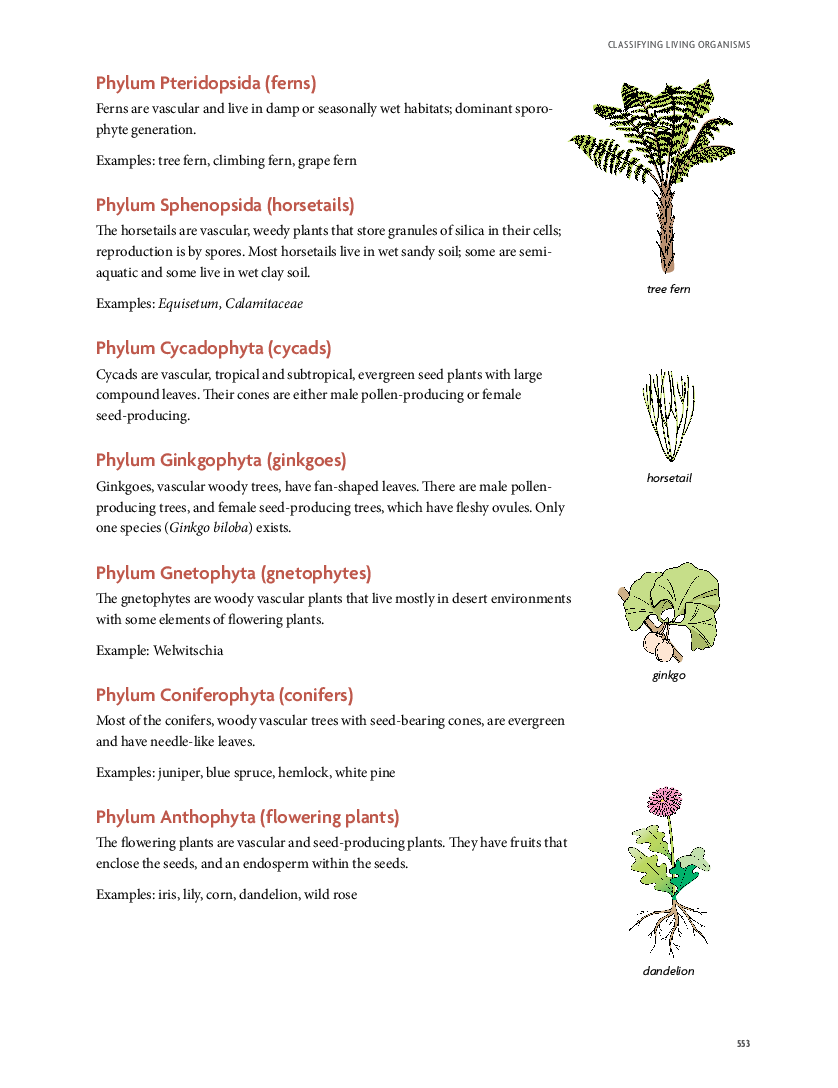 CLASSIFYING LIVING ORGANISMS
Phylum Pteridopsida (ferns)
Ferns are vascular and live in damp or seasonally wet habitats; dominant sporo-
phyte generation.
Examples: tree fern, climbing fern, grape fern
Phylum Sphenopsida (horsetails)
The horsetails are vascular, weedy plants that store granules of silica in their cells;
reproduction is by spores. Most horsetails live in wet sandy soil; some are semi-
aquatic and some live in wet clay soil.
Examples: Equisetum, Calamitaceae
tree fern
Phylum Cycadophyta (cycads)
Cycads are vascular, tropical and subtropical, evergreen seed plants with large
compound leaves. Their cones are either male pollen-producing or female
seed-producing.
Phylum Ginkgophyta (ginkgoes)
horsetail
Ginkgoes, vascular woody trees, have fan-shaped leaves. There are male pollen-
producing trees, and female seed-producing trees, which have fleshy ovules. Only
one species (Ginkgo biloba) exists.
Phylum Gnetophyta (gnetophytes)
The gnetophytes are woody vascular plants that live mostly in desert environments
with some elements of flowering plants.
Example: Welwitschia
ginkgo
Phylum Coniferophyta (conifers)
Most of the conifers, woody vascular trees with seed-bearing cones, are evergreen
and have needle-like leaves.
Examples: juniper, blue spruce, hemlock, white pine
Phylum Anthophyta (flowering plants)
The flowering plants are vascular and seed-producing plants. They have fruits that
enclose the seeds, and an endosperm within the seeds.
Examples: iris, lily, corn, dandelion, wild rose
dandelion
553